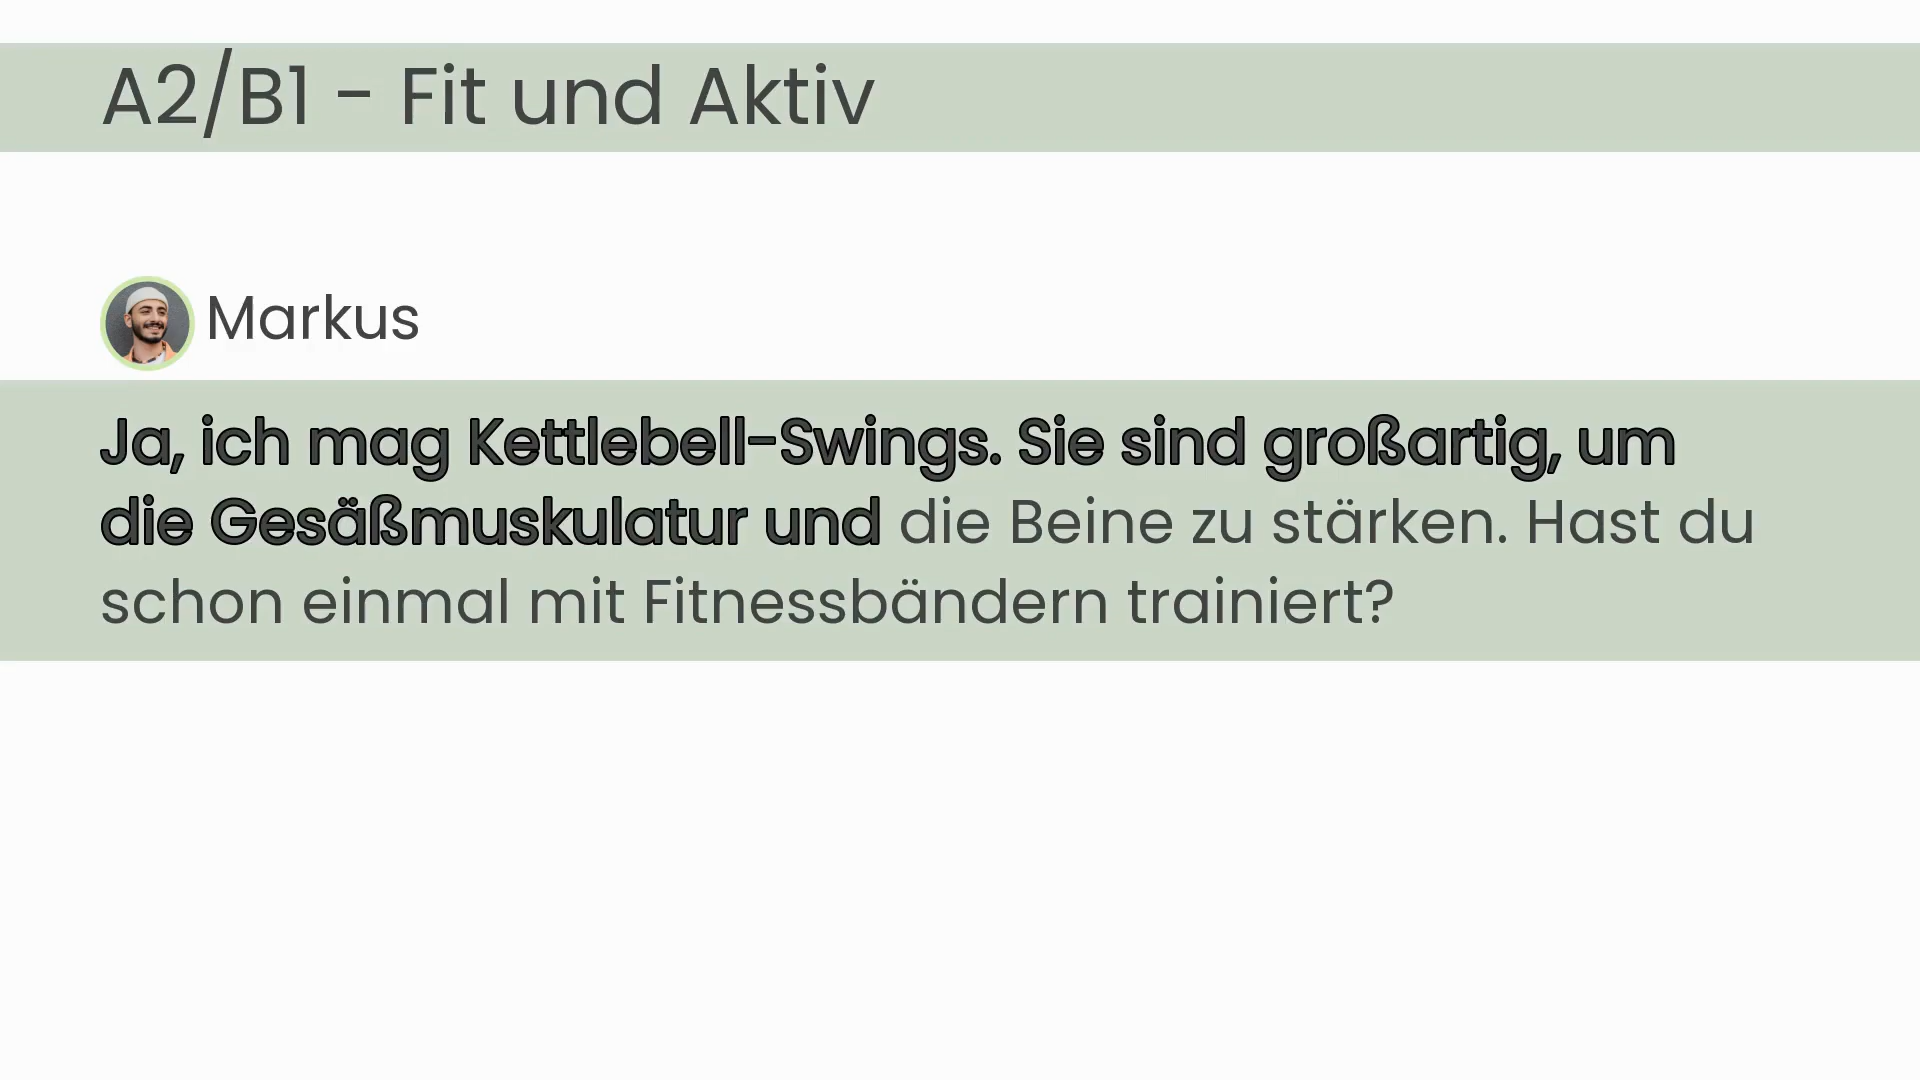 A2/B1 - Fit und Aktiv
Markus
Ja, ich mag Kettlebell-Swings. Sie sind großartig, um
die Gesäßmuskulatur und die Beine zu stärken. Hast du
schon einmal mit Fitnessbändern trainiert?